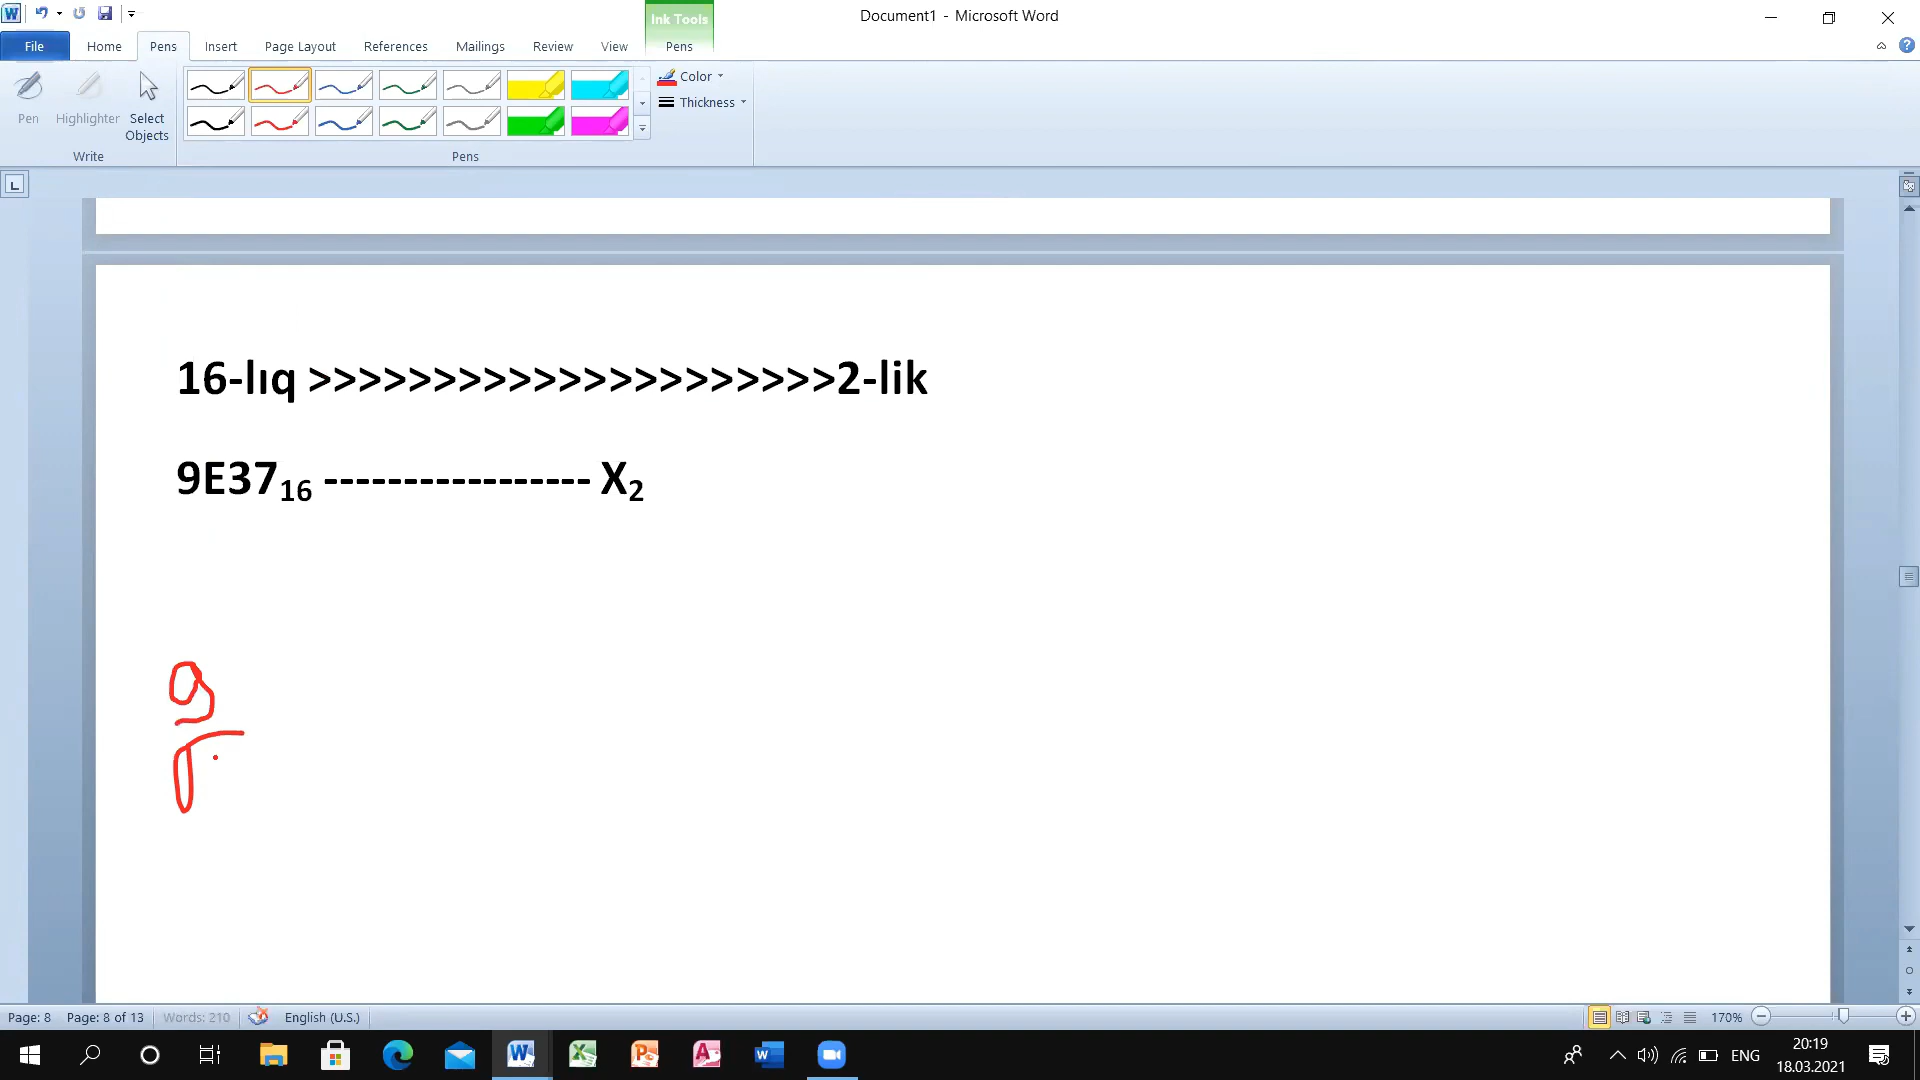 Document1 - Microsoft Word
Ink Tools
File Home Pens Insert Page Layout References Mailings Review View Pens
Color
Thickness
Pen Highlighter Select Objects
Write Pens
16-lıq >>>>>>>>>>>>>>>>>>>>>2-lik
9E37₁₆ ----------------- X₂
9
Page: 8 Page: 8 of 13 Words: 210 English (U.S.) 170%
ENG
20:19
18.03.2021